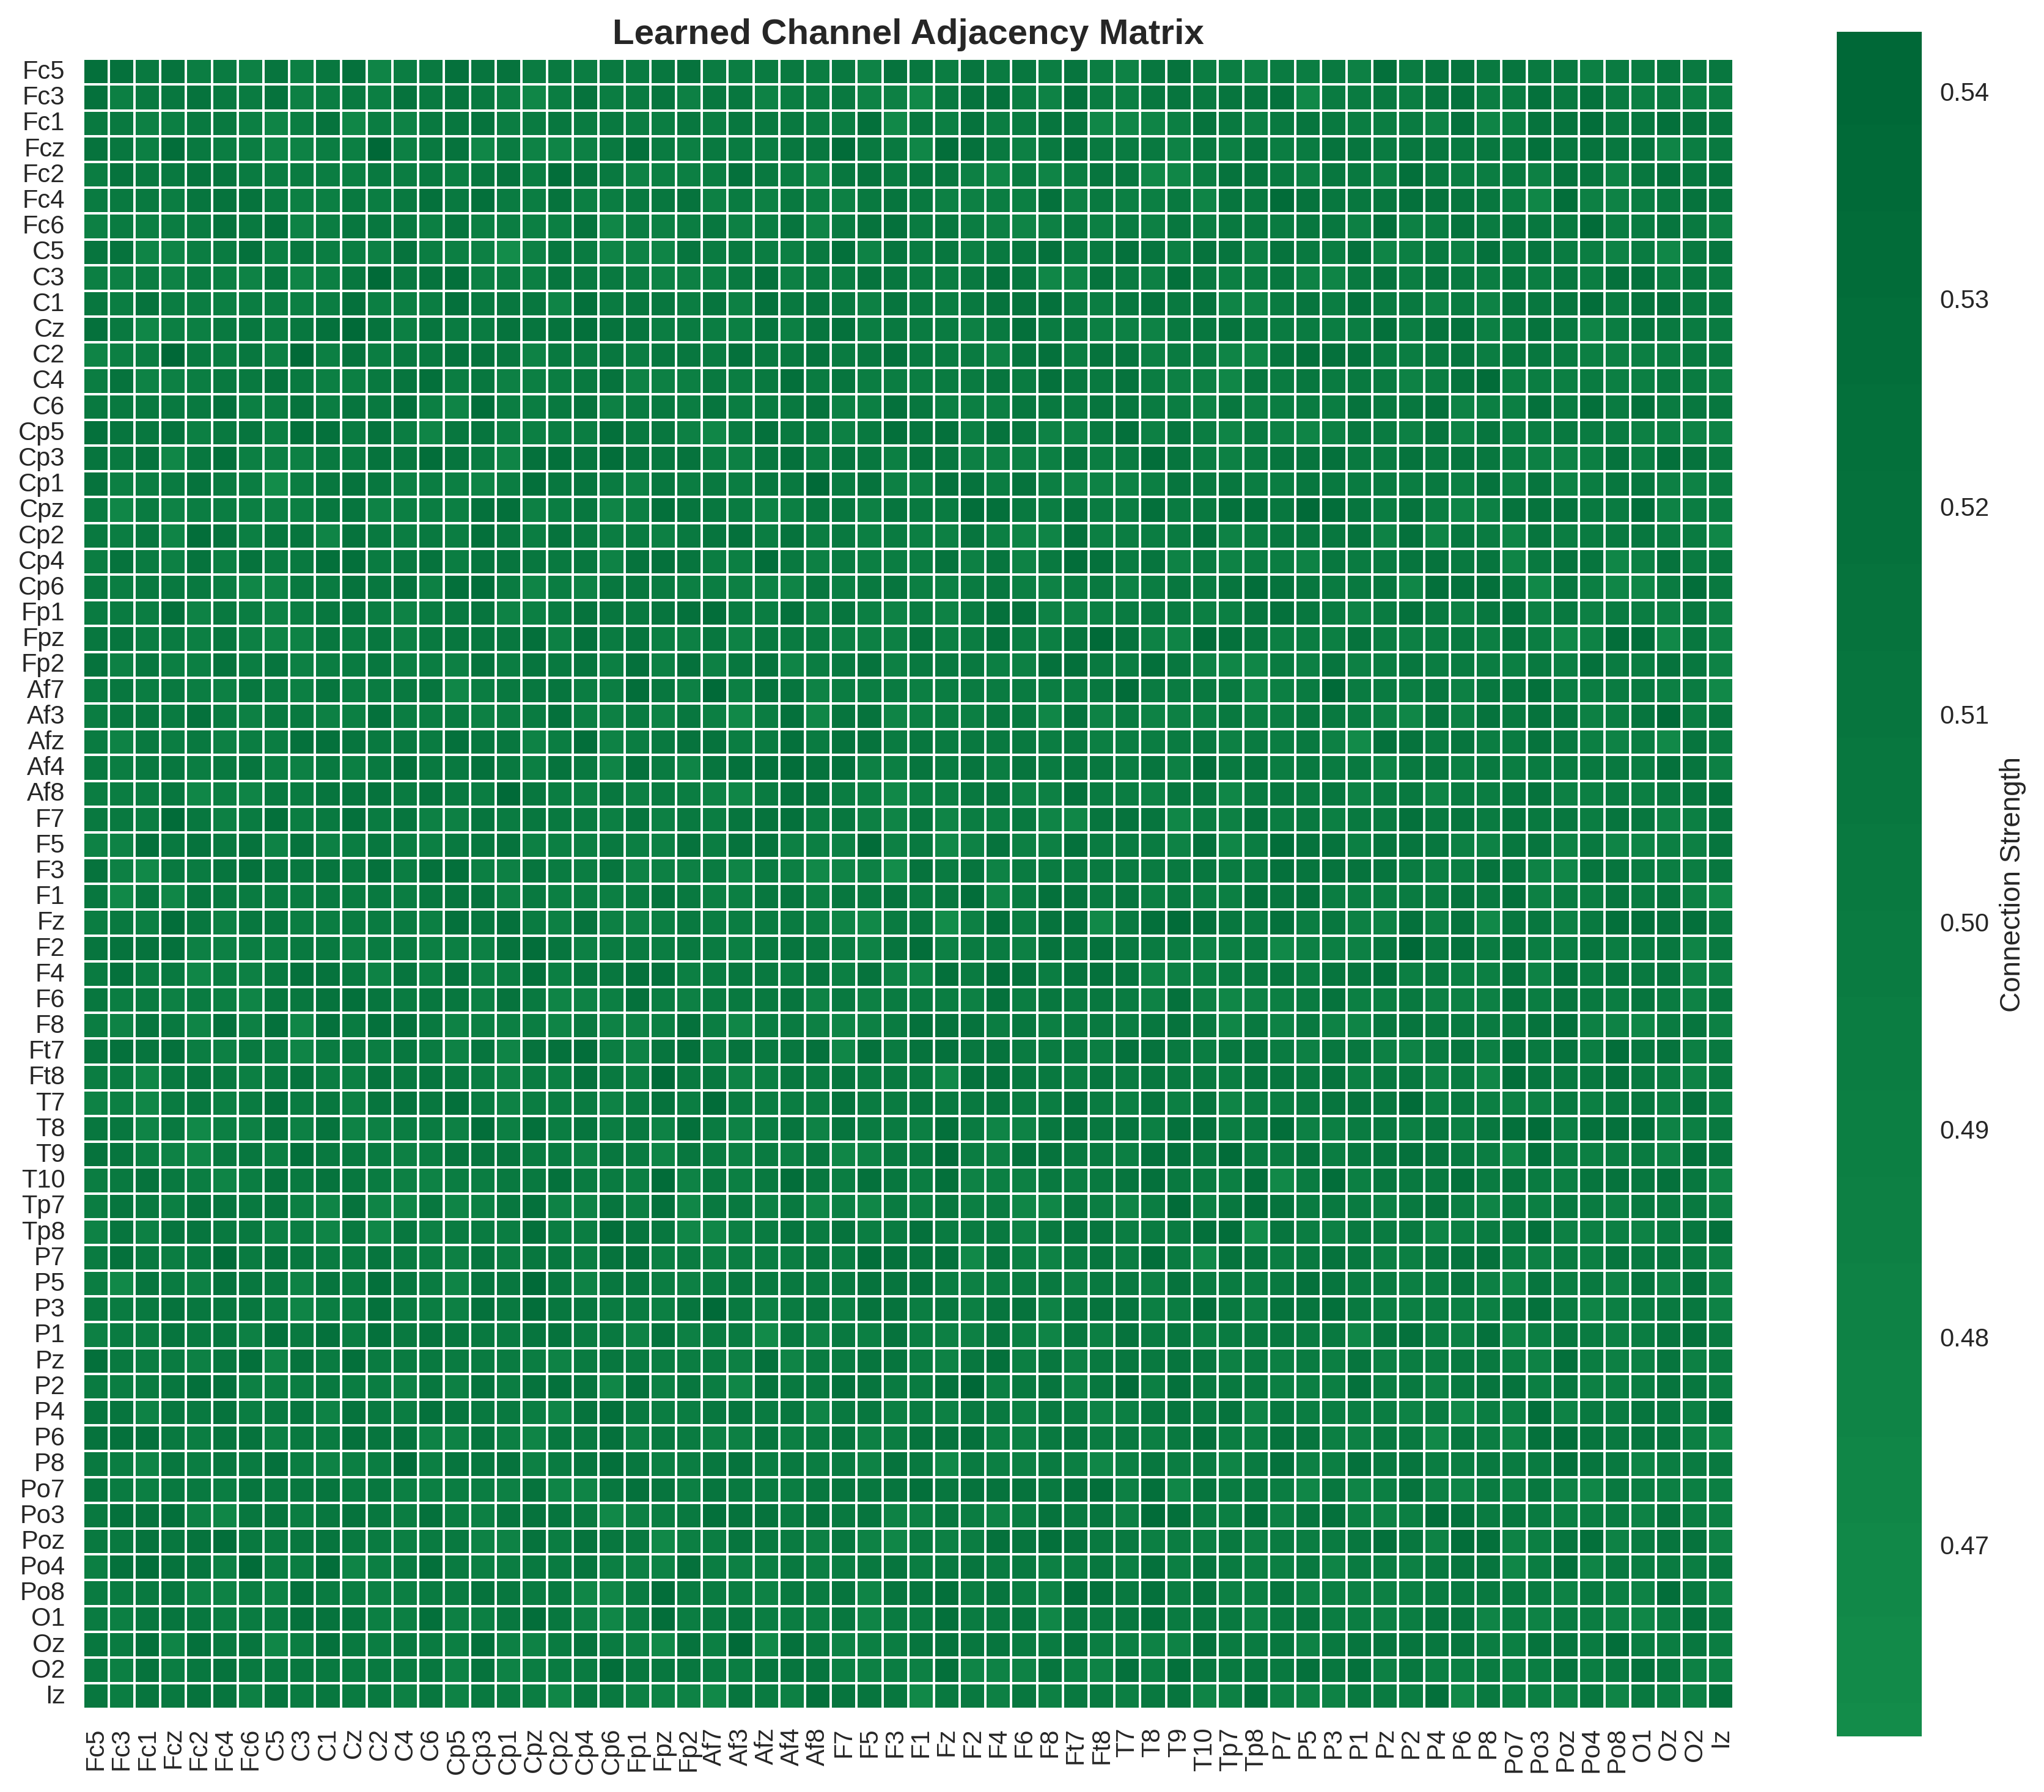 Learned Channel Adjacency Matrix
Fc5
Fc3
Fc1
Fcz
Fc2
Fc4
Fc6
C5
C3
C1
Cz
C2
C4
C6
Cp5
Cp3
Cp1
Cpz
Cp2
Cp4
Cp6
Fp1
Fpz
Fp2
Af7
Af3
Afz
Af4
Af8
F7
F5
F3
F1
Fz
F2
F4
F6
F8
Ft7
Ft8
T7
T8
T9
T10
Tp7
Tp8
P7
P5
P3
P1
Pz
P2
P4
P6
P8
Po7
Po3
Poz
Po4
Po8
O1
Oz
O2
Iz
Fc5 Fc3 Fc1 Fcz Fc2 Fc4 Fc6 C5 C3 C1 Cz C2 C4 C6 Cp5 Cp3 Cp1 Cpz Cp2 Cp4 Cp6 Fp1 Fpz Fp2 Af7 Af3 Afz Af4 Af8 F7 F5 F3 F1 Fz F2 F4 F6 F8 Ft7 Ft8 T7 T8 T9 T10 Tp7 Tp8 P7 P5 P3 P1 Pz P2 P4 P6 P8 Po7 Po3 Poz Po4 Po8 O1 Oz O2 Iz
0.54
0.53
0.52
0.51
0.50
0.49
0.48
0.47
Connection Strength